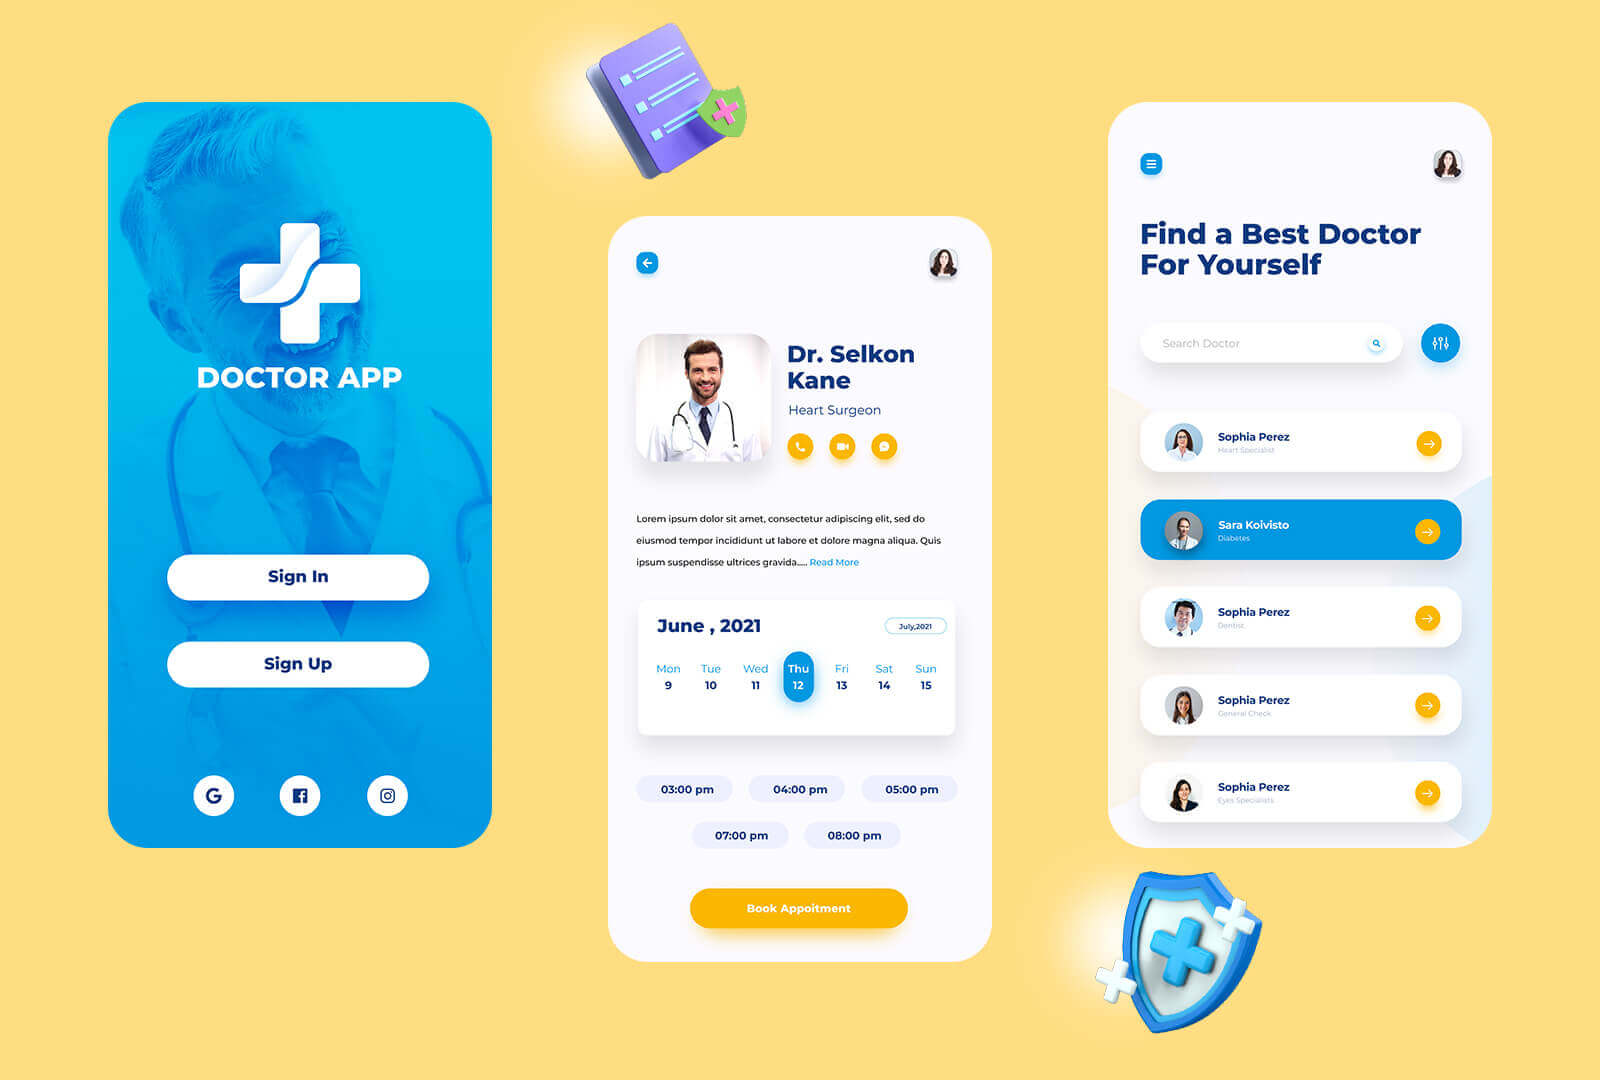 DOCTOR APP
Sign In
Sign Up
Dr. Selkon
Kane
Heart Surgeon
Lorem ipsum dolor sit amet, consectetur adipiscing elit, sed do
eiusmod tempor incididunt ut labore et dolore magna aliqua. Quis
ipsum suspendisse ultrices gravida..... Read More
June , 2021
July,2021
Mon Tue Wed Thu Fri Sat Sun
9 10 11 12 13 14 15
03:00 pm 04:00 pm 05:00 pm
07:00 pm 08:00 pm
Book Appoitment
Find a Best Doctor
For Yourself
Search Doctor
Sophia Perez
Heart Specialist
Sara Koivisto
Diabetes
Sophia Perez
Dentist
Sophia Perez
General Check
Sophia Perez
Eyes Specialists